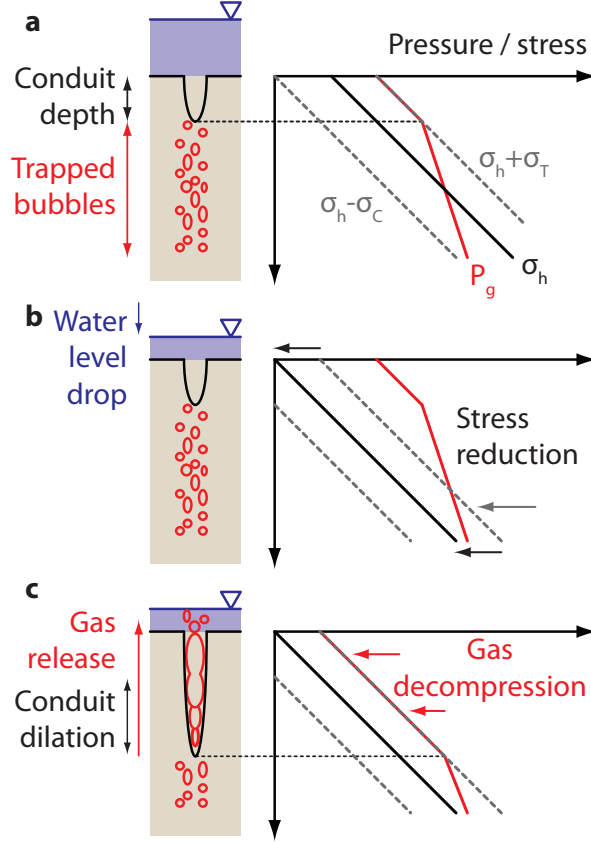 a
Pressure / stress
Conduit
depth
Trapped
bubbles
σh+σT
σh-σC
σh
Pg
b
Water
level
drop
Stress
reduction
c
Gas
release
Conduit
dilation
Gas
decompression